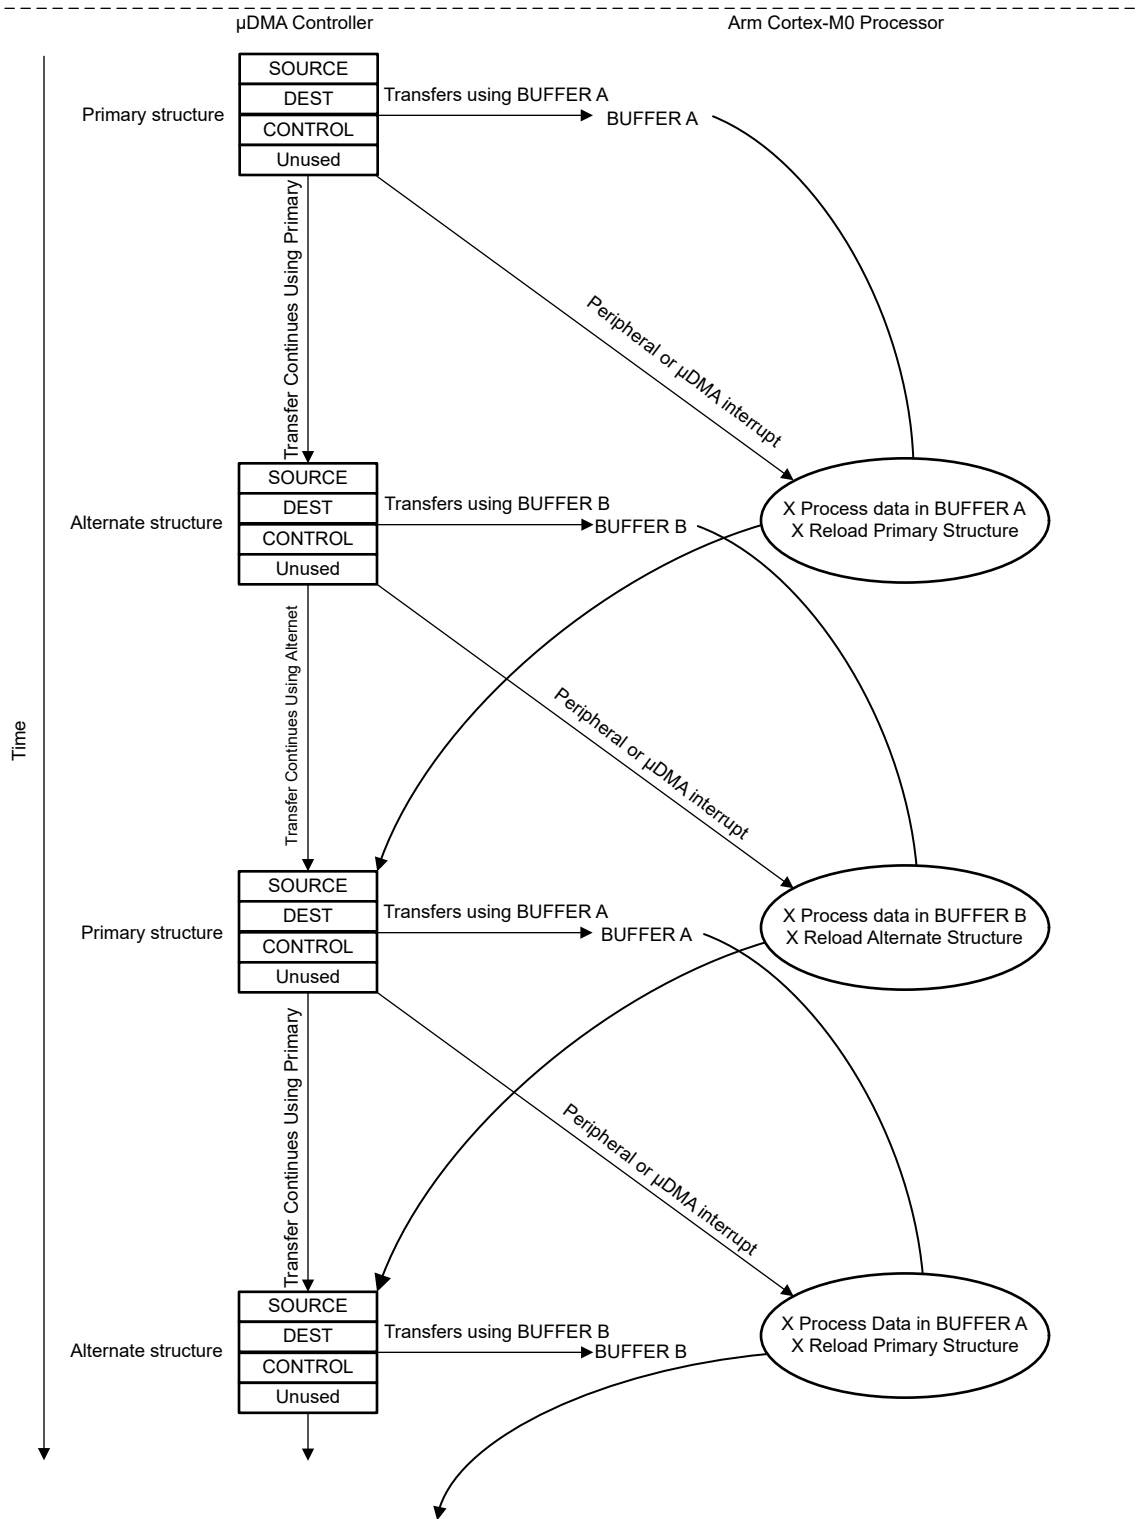 µDMA Controller
Arm Cortex-M0 Processor
SOURCE
DEST
CONTROL
Unused
Primary structure
Transfers using BUFFER A
BUFFER A
Transfer Continues Using Primary
Peripheral or µDMA interrupt
SOURCE
DEST
CONTROL
Unused
Alternate structure
Transfers using BUFFER B
BUFFER B
X Process data in BUFFER A
X Reload Primary Structure
Transfer Continues Using Alternet
Peripheral or µDMA interrupt
Time
SOURCE
DEST
CONTROL
Unused
Primary structure
Transfers using BUFFER A
BUFFER A
X Process data in BUFFER B
X Reload Alternate Structure
Transfer Continues Using Primary
Peripheral or µDMA interrupt
SOURCE
DEST
CONTROL
Unused
Alternate structure
Transfers using BUFFER B
BUFFER B
X Process Data in BUFFER A
X Reload Primary Structure